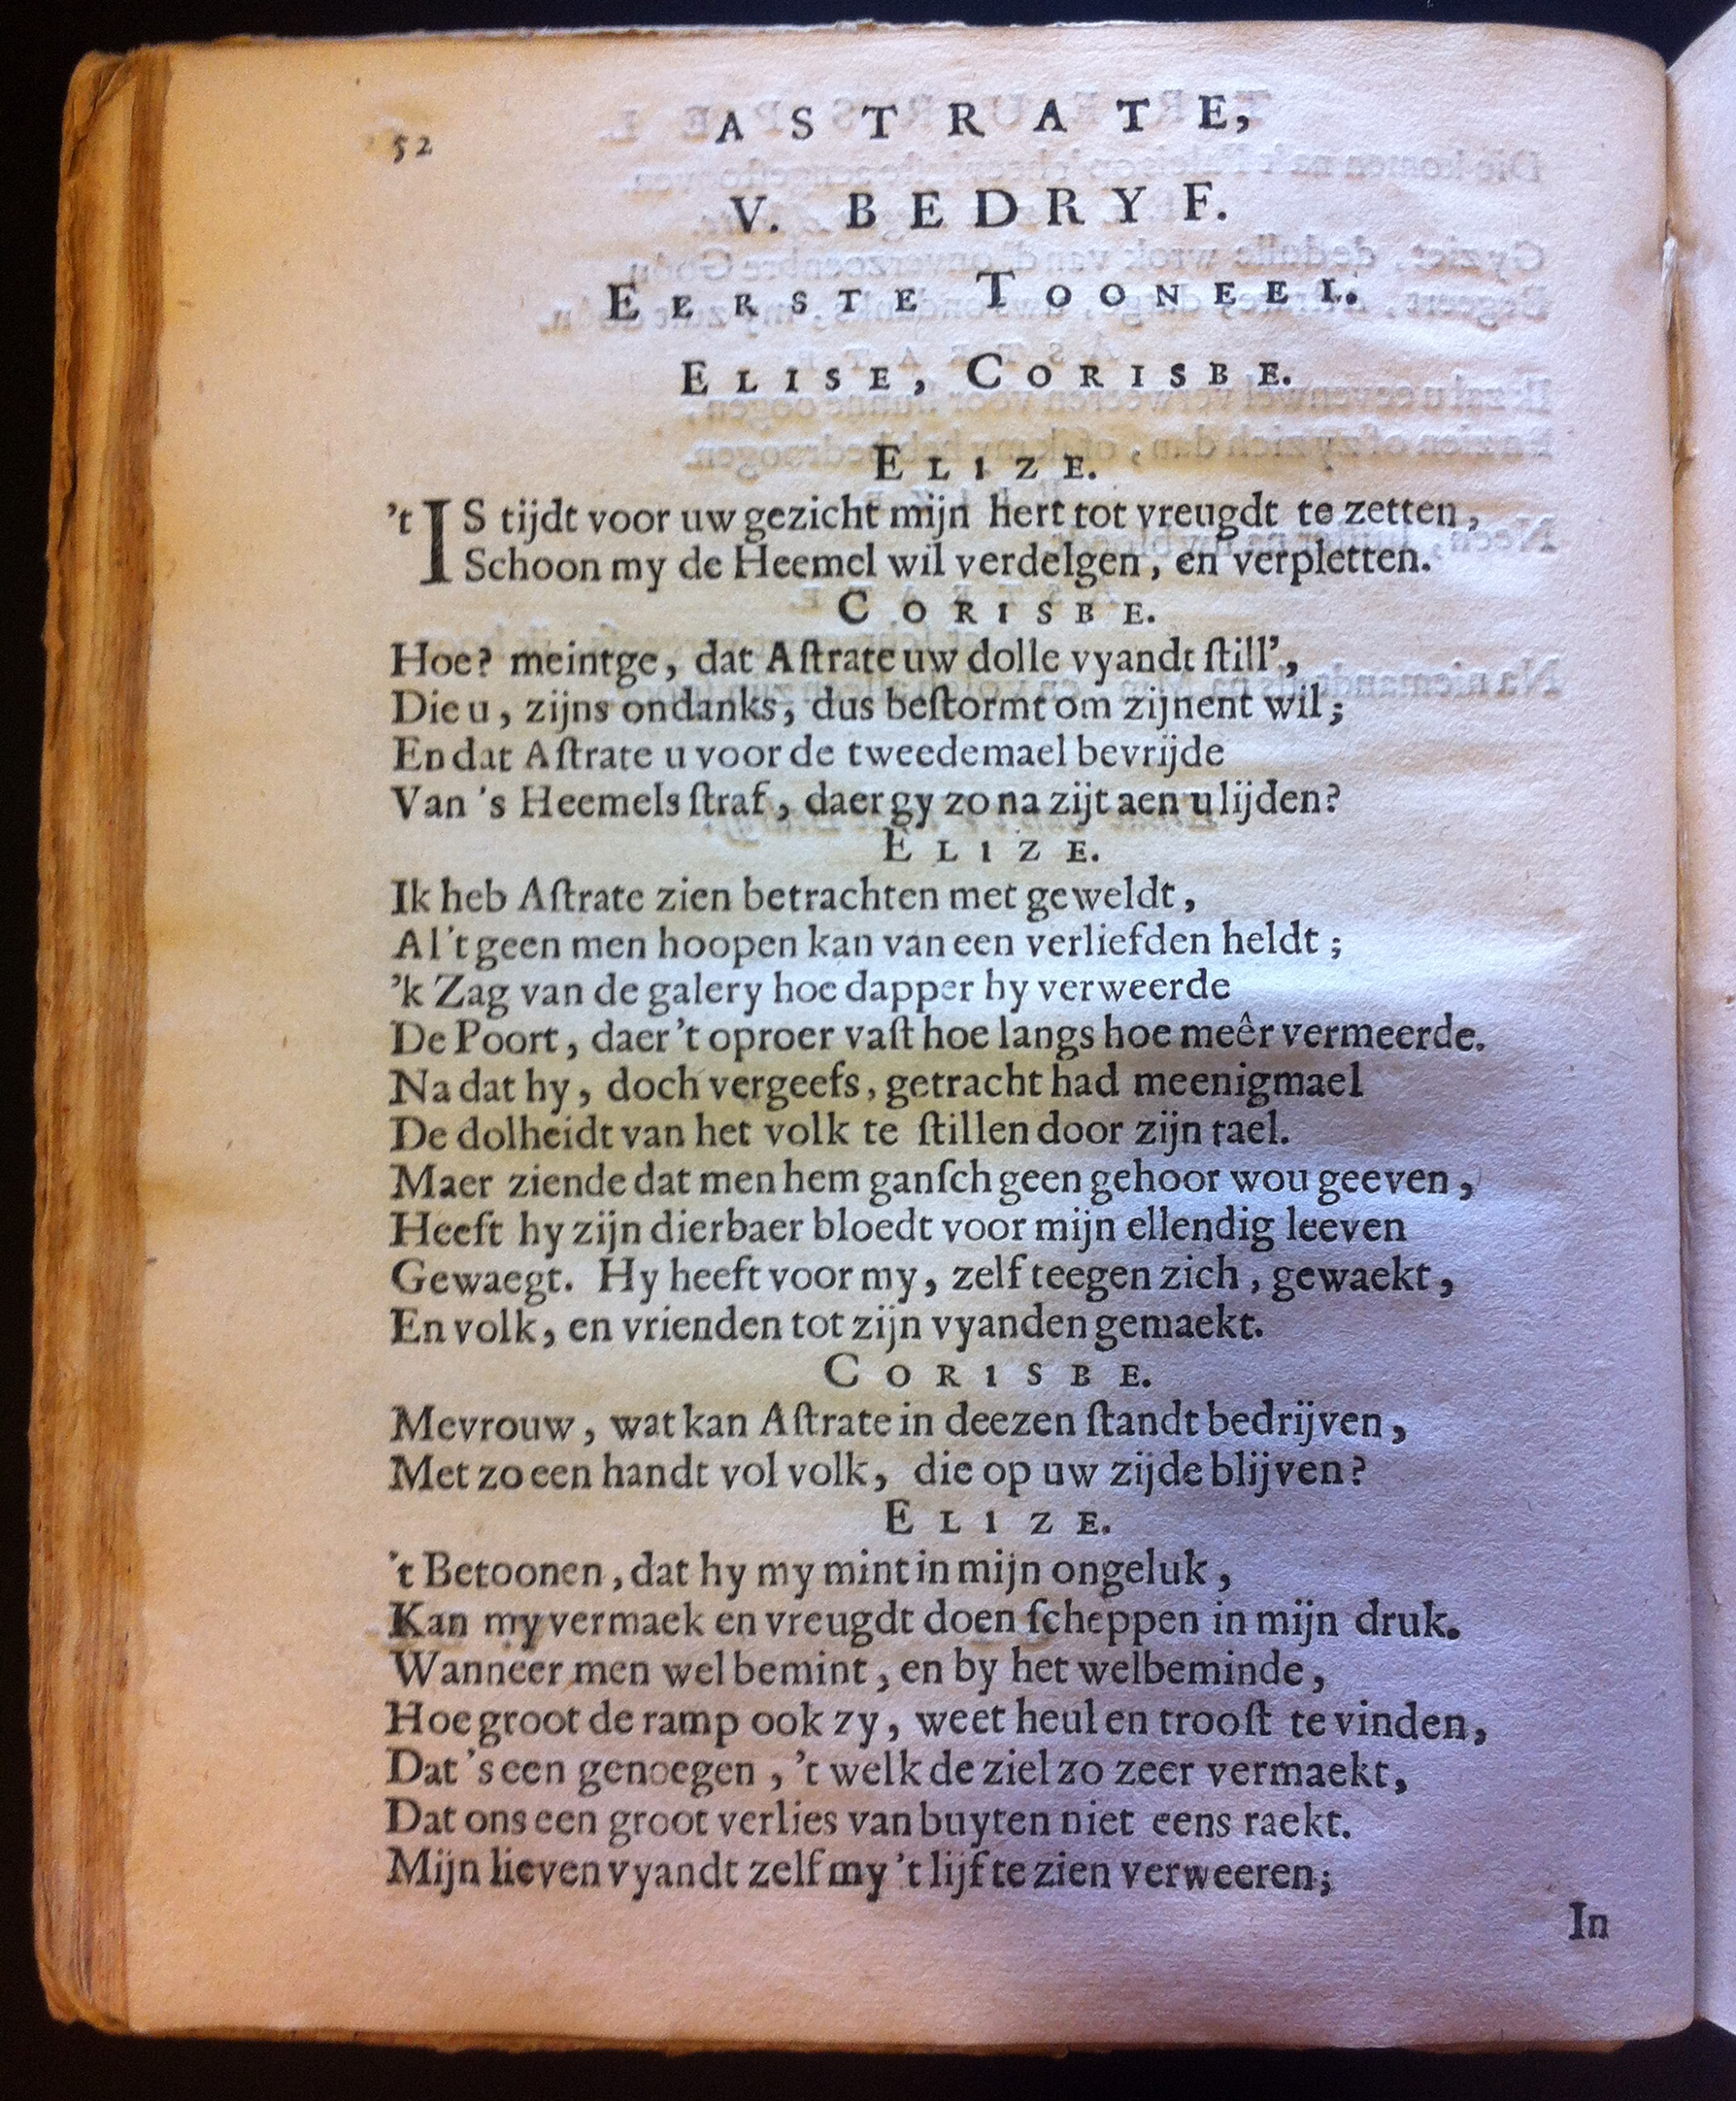 52 ASTRATE,
V. BEDRYF.
EERSTE TOONEEL.
ELISE, CORISBE.
ELIZE.
't IS tijdt voor uw gezicht mijn hert tot vreugdt te zetten,
Schoon my de Heemel wil verdelgen, en verpletten.
CORISBE.
Hoe? meintge, dat Aſtrate uw dolle vyandt ſtill',
Die u, zijns ondanks, dus beſtormt om zijnent wil;
En dat Aſtrate u voor de tweedemael bevrijde
Van 's Heemels ſtraf, daer gy zo na zijt aen u lijden?
ELIZE.
Ik heb Aſtrate zien betrachten met geweldt,
Al 't geen men hoopen kan van een verliefden heldt;
'k Zag van de galery hoe dapper hy verweerde
De Poort, daer 't oproer vaſt hoe langs hoe meêr vermeerde.
Na dat hy, doch vergeefs, getracht had meenigmael
De dolheidt van het volk te ſtillen door zijn tael.
Maer ziende dat men hem ganſch geen gehoor wou geeven,
Heeft hy zijn dierbaer bloedt voor mijn ellendig leeven
Gewaegt. Hy heeft voor my, zelf teegen zich, gewaekt,
En volk, en vrienden tot zijn vyanden gemaekt.
CORISBE.
Mevrouw, wat kan Aſtrate in deezen ſtandt bedrijven,
Met zo een handt vol volk, die op uw zijde blijven?
ELIZE.
't Betoonen, dat hy my mint in mijn ongeluk,
Kan my vermaek en vreugdt doen ſcheppen in mijn druk.
Wanneer men wel bemint, en by het welbeminde,
Hoe groot de ramp ook zy, weet heul en trooſt te vinden,
Dat 's een genoegen, 't welk de ziel zo zeer vermaekt,
Dat ons een groot verlies van buyten niet eens raekt.
Mijn lieven vyandt zelf my 't lijf te zien verweeren;
In